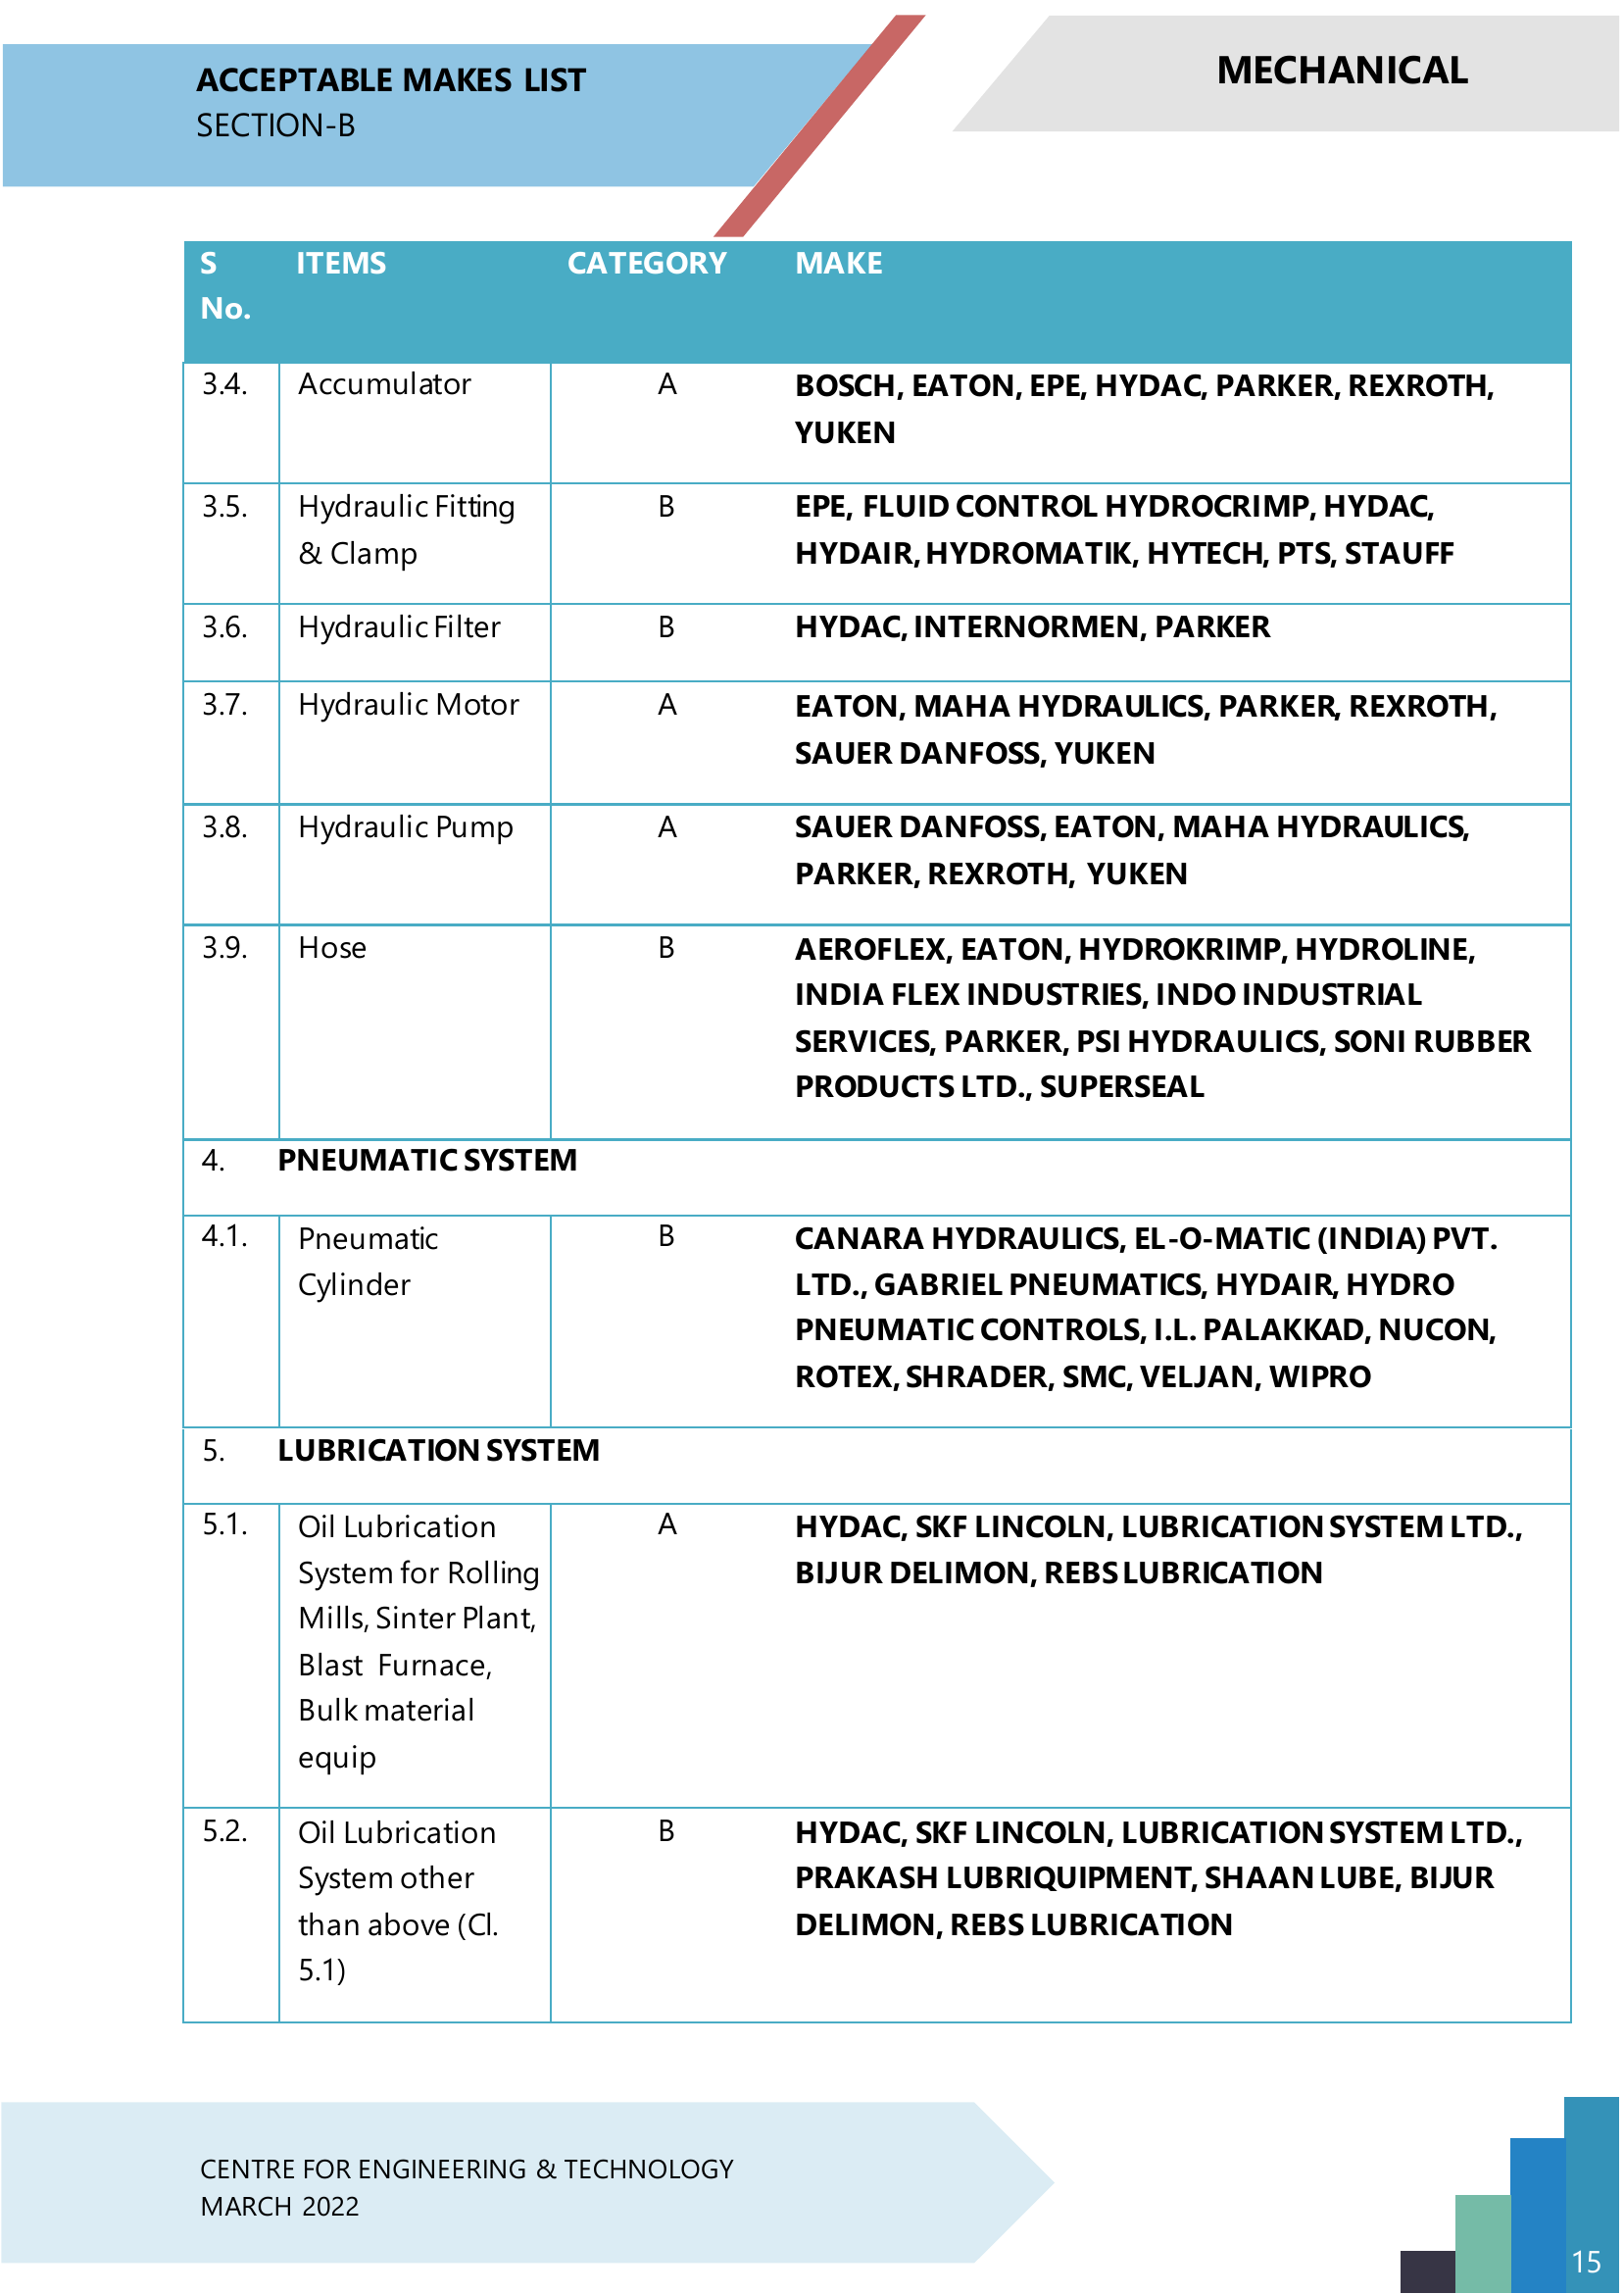 ACCEPTABLE MAKES LIST
SECTION-B
MECHANICAL
S No. ITEMS CATEGORY MAKE
3.4. Accumulator A BOSCH, EATON, EPE, HYDAC, PARKER, REXROTH,
YUKEN
3.5. Hydraulic Fitting B EPE, FLUID CONTROL HYDROCRIMP, HYDAC,
& Clamp HYDAIR, HYDROMATIK, HYTECH, PTS, STAUFF
3.6. Hydraulic Filter B HYDAC, INTERNORMEN, PARKER
3.7. Hydraulic Motor A EATON, MAHA HYDRAULICS, PARKER, REXROTH,
SAUER DANFOSS, YUKEN
3.8. Hydraulic Pump A SAUER DANFOSS, EATON, MAHA HYDRAULICS,
PARKER, REXROTH, YUKEN
3.9. Hose B AEROFLEX, EATON, HYDROKRIMP, HYDROLINE,
INDIA FLEX INDUSTRIES, INDO INDUSTRIAL
SERVICES, PARKER, PSI HYDRAULICS, SONI RUBBER
PRODUCTS LTD., SUPERSEAL
4. PNEUMATIC SYSTEM
4.1. Pneumatic B CANARA HYDRAULICS, EL-O-MATIC (INDIA) PVT.
Cylinder LTD., GABRIEL PNEUMATICS, HYDAIR, HYDRO
PNEUMATIC CONTROLS, I.L. PALAKKAD, NUCON,
ROTEX, SHRADER, SMC, VELJAN, WIPRO
5. LUBRICATION SYSTEM
5.1. Oil Lubrication A HYDAC, SKF LINCOLN, LUBRICATION SYSTEM LTD.,
System for Rolling BIJUR DELIMON, REBS LUBRICATION
Mills, Sinter Plant,
Blast Furnace,
Bulk material
equip
5.2. Oil Lubrication B HYDAC, SKF LINCOLN, LUBRICATION SYSTEM LTD.,
System other PRAKASH LUBRIQUIPMENT, SHAAN LUBE, BIJUR
than above (Cl. DELIMON, REBS LUBRICATION
5.1)
CENTRE FOR ENGINEERING & TECHNOLOGY
MARCH 2022
15